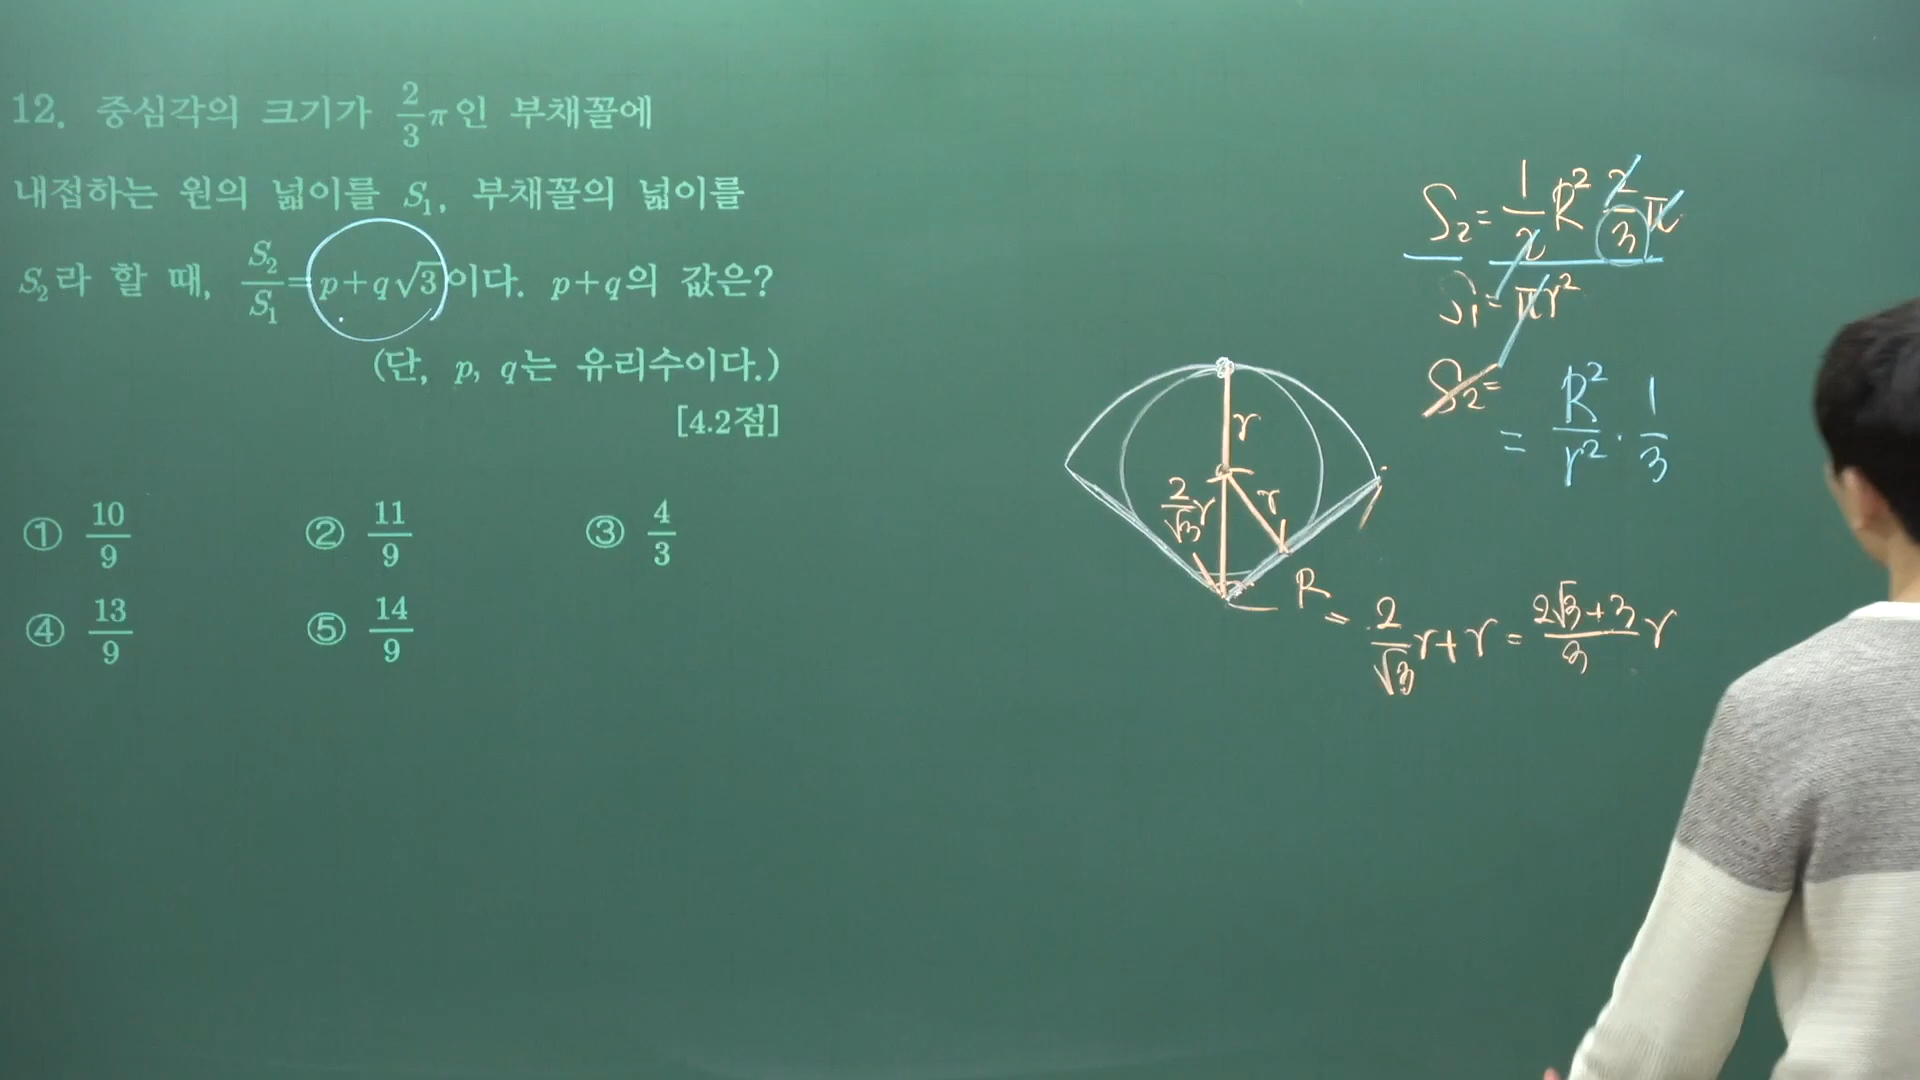 12. 중심각의 크기가 2/3 π인 부채꼴에
내접하는 원의 넓이를 S₁, 부채꼴의 넓이를
S₂라 할 때, S₂/S₁ = p+q√3이다. p+q의 값은?
(단, p, q는 유리수이다.)
[4.2점]
① 10/9 ② 11/9 ③ 4/3
④ 13/9 ⑤ 14/9
S₂ = 1/2 R² 2/3 π
S₁ = πr²
S₂ =
= R²/r² · 1/3
r
r
2/√3 r
R = 2/√3 r + r = (2√3+3)/3 r